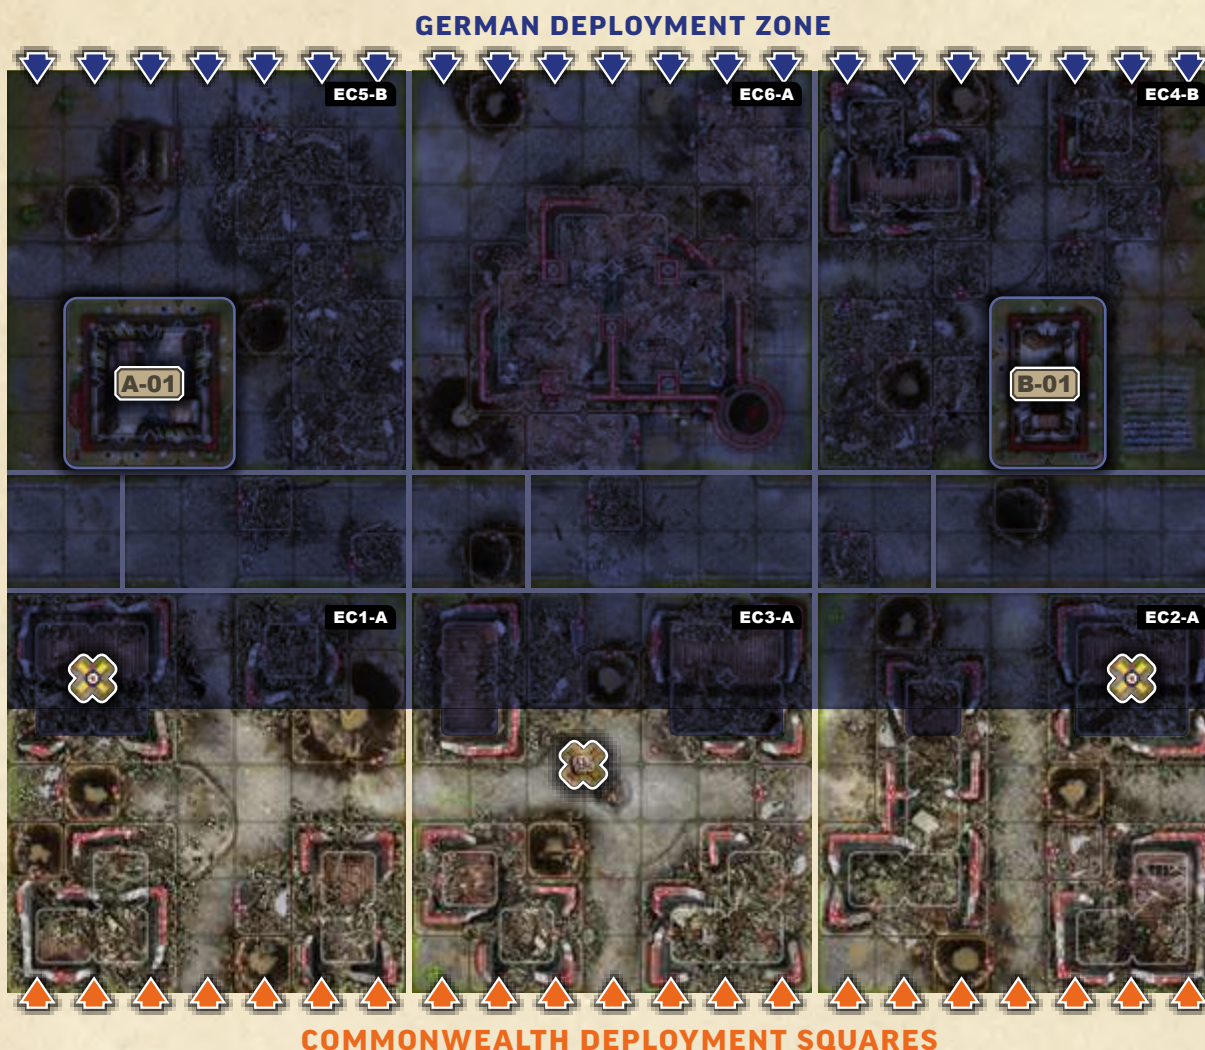 GERMAN DEPLOYMENT ZONE
EC5-B
EC6-A
EC4-B
A-01
B-01
EC1-A
EC3-A
EC2-A
COMMONWEALTH DEPLOYMENT SQUARES